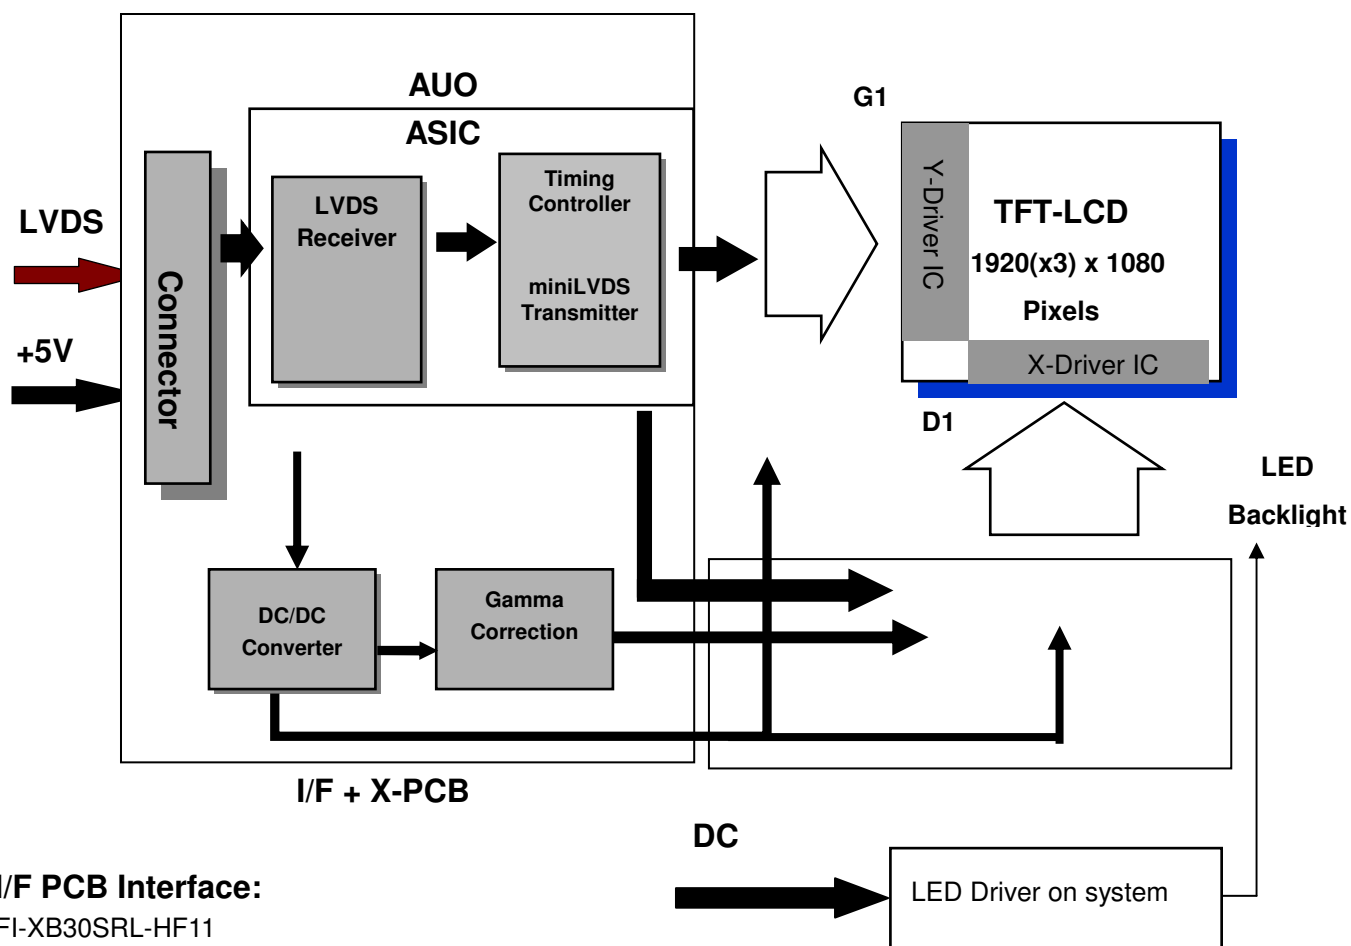 AUO
ASIC
G1
LVDS
+5V
Connector
LVDS
Receiver
Timing
Controller
miniLVDS
Transmitter
Y-Driver IC
TFT-LCD
1920(x3) x 1080
Pixels
X-Driver IC
D1
LED
Backlight
DC/DC
Converter
Gamma
Correction
I/F + X-PCB
DC
LED Driver on system
I/F PCB Interface:
FI-XB30SRL-HF11